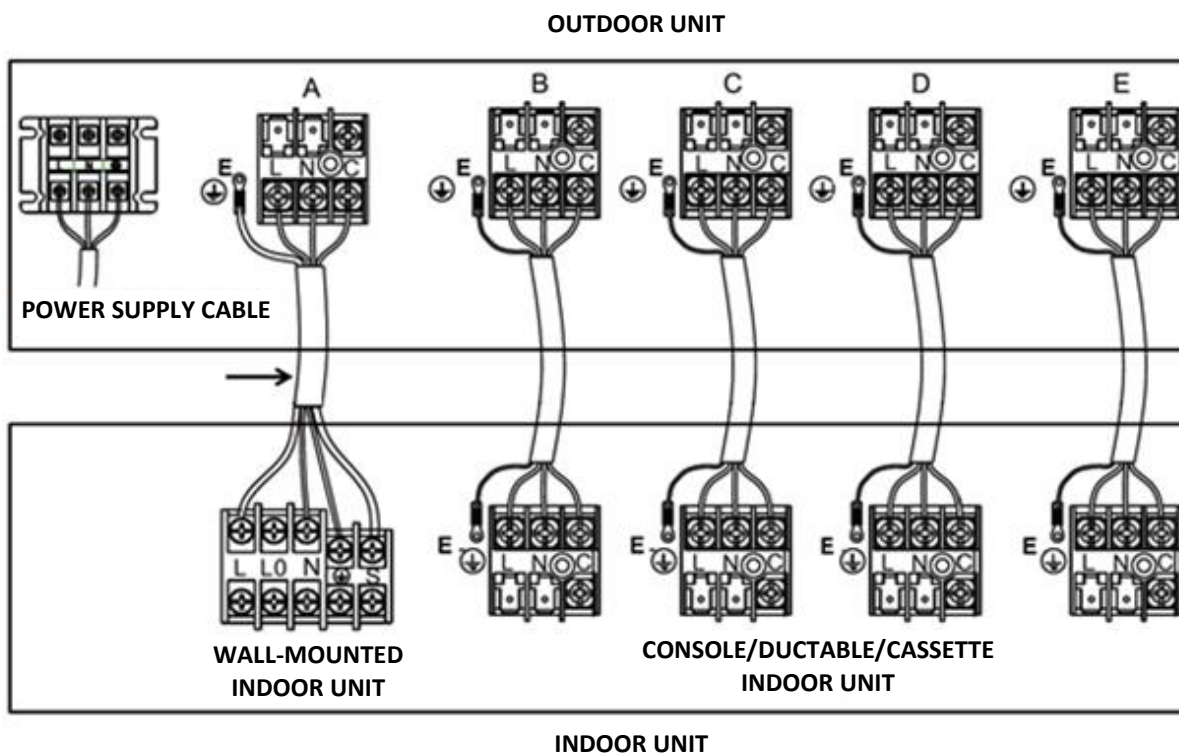 OUTDOOR UNIT
A B C D E
E L N C
E L N C
E L N C
E L N C
E L N C
POWER SUPPLY CABLE
L L0 N S
E L N C
E L N C
E L N C
E L N C
WALL-MOUNTED
INDOOR UNIT
CONSOLE/DUCTABLE/CASSETTE
INDOOR UNIT
INDOOR UNIT